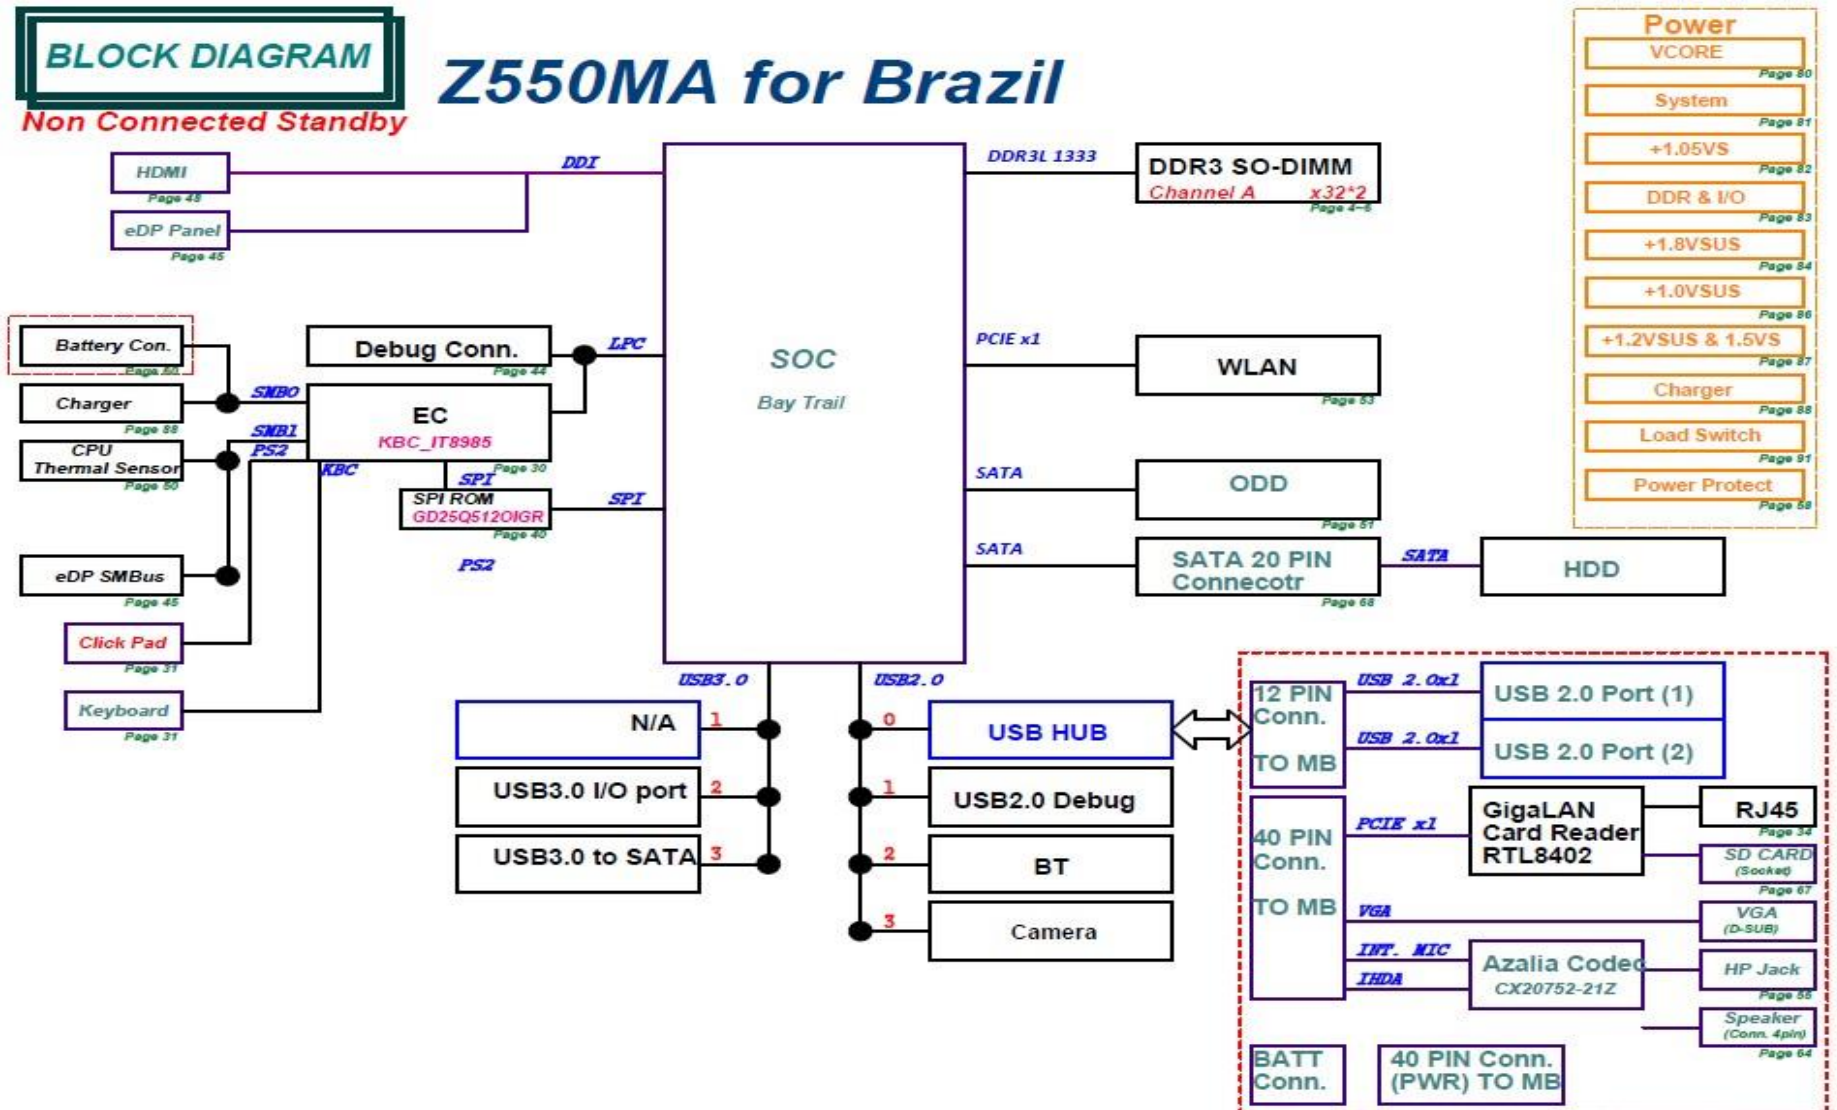 BLOCK DIAGRAM
Non Connected Standby
Z550MA for Brazil
HDMI
Page 48
eDP Panel
Page 45
DDI
Battery Con.
Page 60
Charger
Page 88
CPU
Thermal Sensor
Page 50
eDP SMBus
Page 45
Click Pad
Page 31
Keyboard
Page 31
SMB0
SMB1
PS2
KBC
Debug Conn.
Page 44
LPC
EC
KBC_IT8985
Page 30
SPI
SPI ROM
GD25Q512OIGR
Page 40
SPI
PS2
SOC
Bay Trail
DDR3L 1333
DDR3 SO-DIMM
Channel A x32*2
Page 4~6
PCIE x1
WLAN
Page 53
SATA
ODD
Page 51
SATA
SATA 20 PIN
Connecotr
Page 68
SATA
HDD
USB3.0
N/A
1
USB3.0 I/O port
2
USB3.0 to SATA
3
USB2.0
0
USB HUB
1
USB2.0 Debug
2
BT
3
Camera
12 PIN
Conn.
TO MB
USB 2.0x1
USB 2.0 Port (1)
USB 2.0x1
USB 2.0 Port (2)
40 PIN
Conn.
TO MB
PCIE x1
GigaLAN
Card Reader
RTL8402
RJ45
Page 34
SD CARD
(Socket)
Page 67
VGA
VGA
(D-SUB)
INT. MIC
IHDA
Azalia Codec
CX20752-21Z
HP Jack
Page 55
Speaker
(Conn. 4pin)
Page 64
BATT
Conn.
40 PIN Conn.
(PWR) TO MB
Power
VCORE
Page 80
System
Page 81
+1.05VS
Page 82
DDR & I/O
Page 83
+1.8VSUS
Page 84
+1.0VSUS
Page 86
+1.2VSUS & 1.5VS
Page 87
Charger
Page 88
Load Switch
Page 91
Power Protect
Page 58